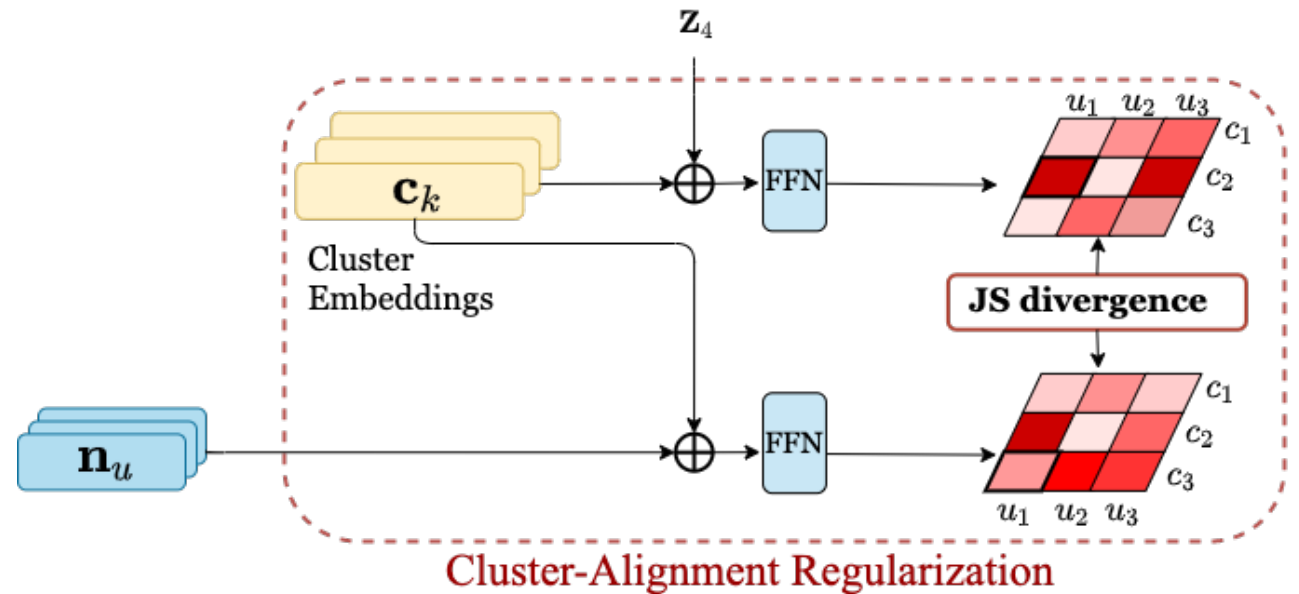 z₄
u₁ u₂ u₃
c₁
cₖ
FFN
c₂
c₃
Cluster
Embeddings
JS divergence
c₁
nᵤ
FFN
c₂
c₃
u₁ u₂ u₃
Cluster-Alignment Regularization